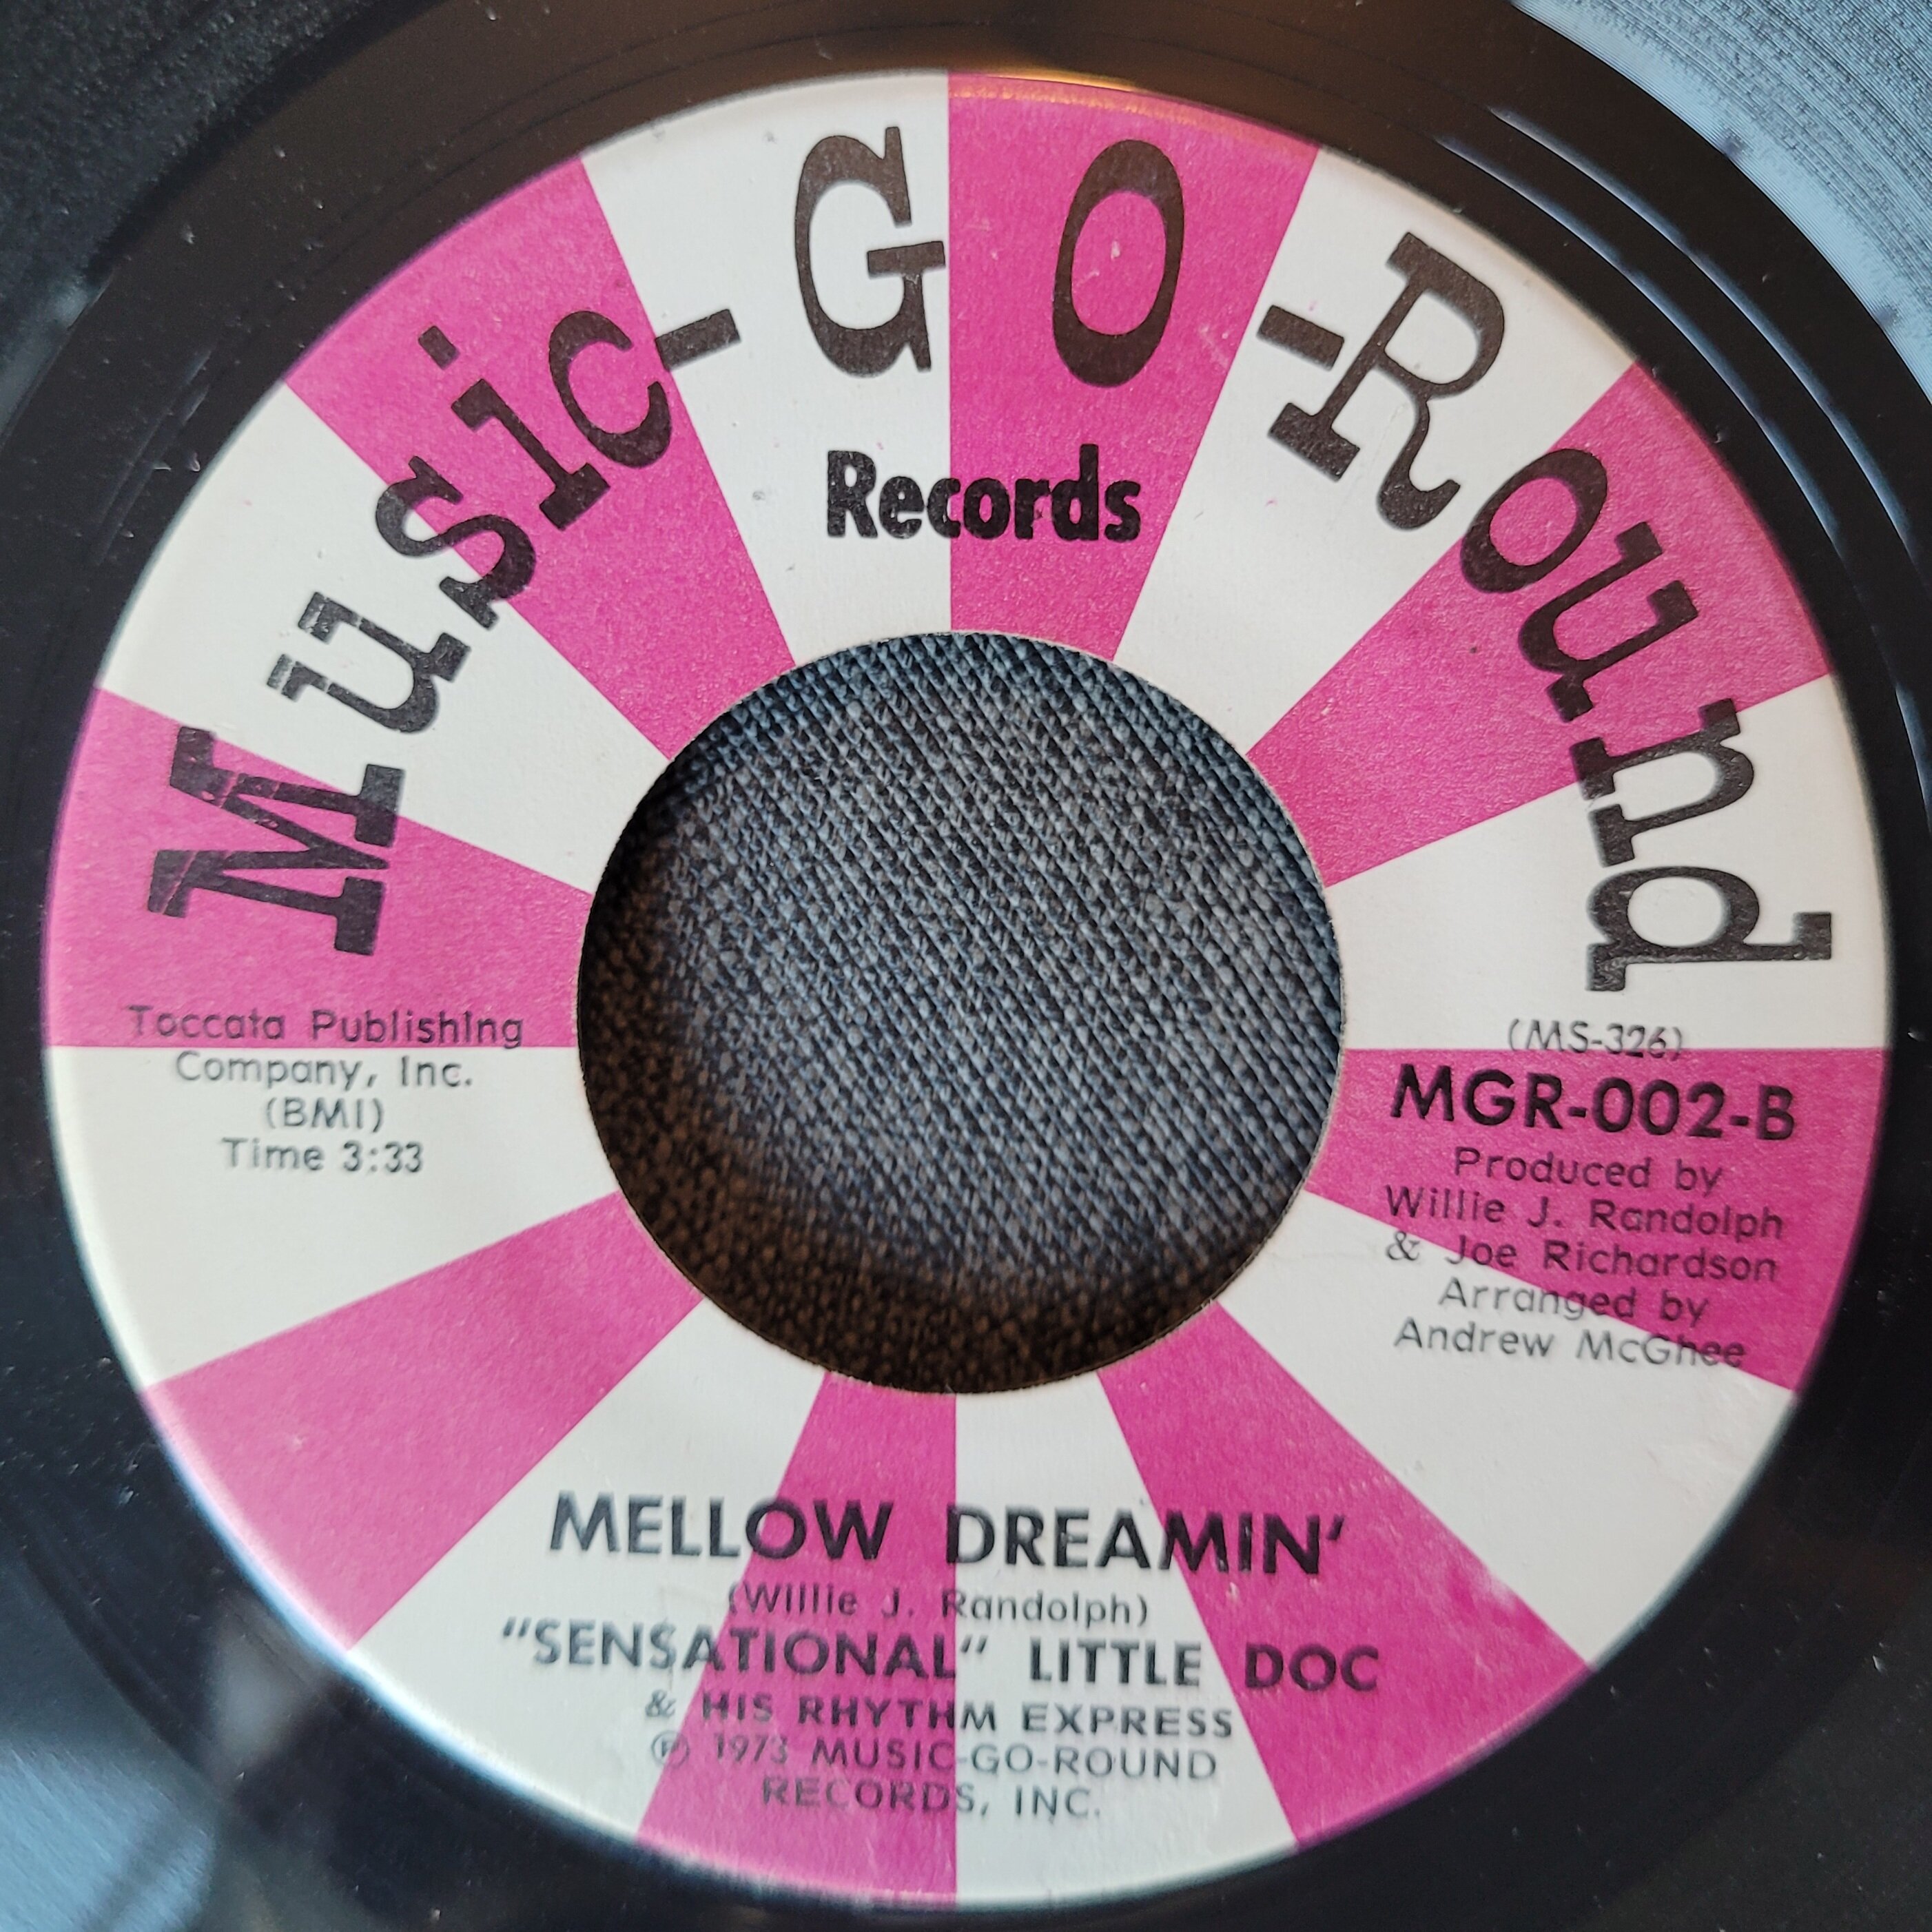 Music-GO-Round
Records
Toccata Publishing
Company, Inc.
(BMI)
Time 3:33
(MS-326)
MGR-002-B
Produced by
Willie J. Randolph
& Joe Richardson
Arranged by
Andrew McGhee
MELLOW DREAMIN'
(Willie J. Randolph)
"SENSATIONAL" LITTLE DOC
& HIS RHYTHM EXPRESS
Ⓟ 1973 MUSIC-GO-ROUND
RECORDS, INC.